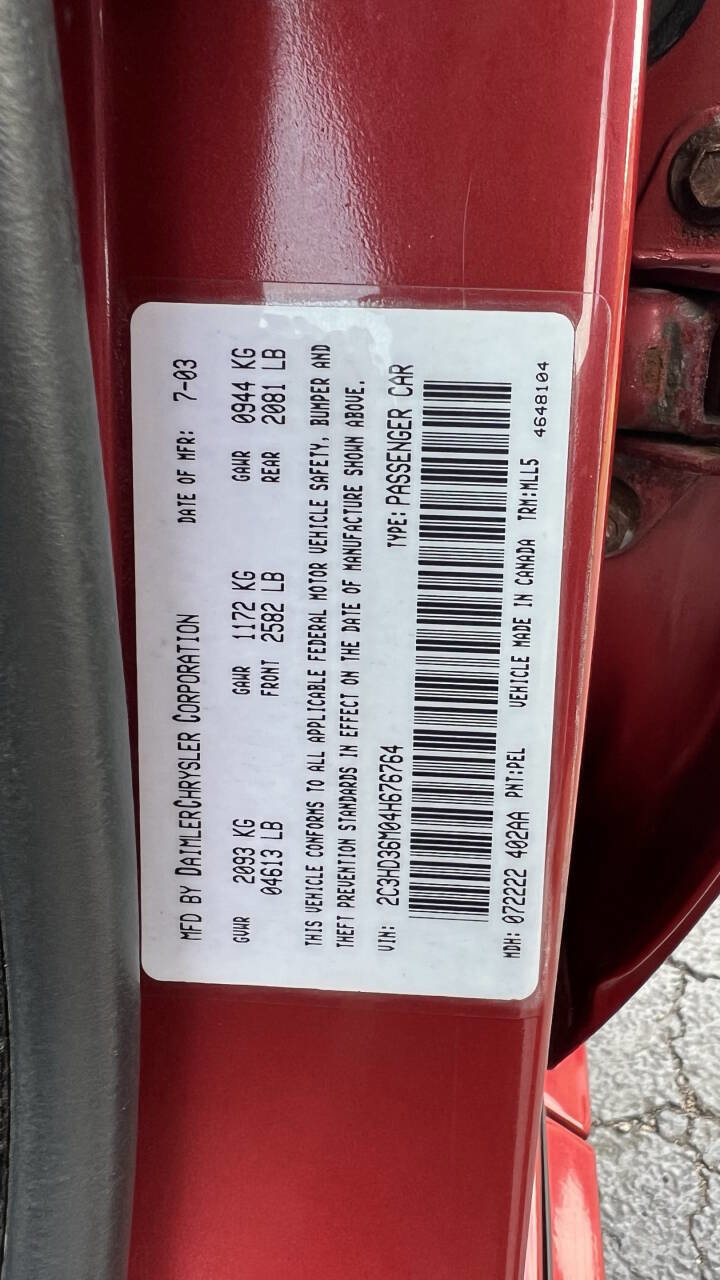 MFD BY DAIMLERCHRYSLER CORPORATION DATE OF MFR: 7-03
GVWR 2093 KG GAWR 1172 KG GAWR 0944 KG
04613 LB FRONT 2582 LB REAR 2081 LB
THIS VEHICLE CONFORMS TO ALL APPLICABLE FEDERAL MOTOR VEHICLE SAFETY, BUMPER AND
THEFT PREVENTION STANDARDS IN EFFECT ON THE DATE OF MANUFACTURE SHOWN ABOVE.
VIN: 2C3HD36M04H676764 TYPE: PASSENGER CAR
MDH: 072222 402AA PNT:PEL VEHICLE MADE IN CANADA TRM:MLL5
4648104